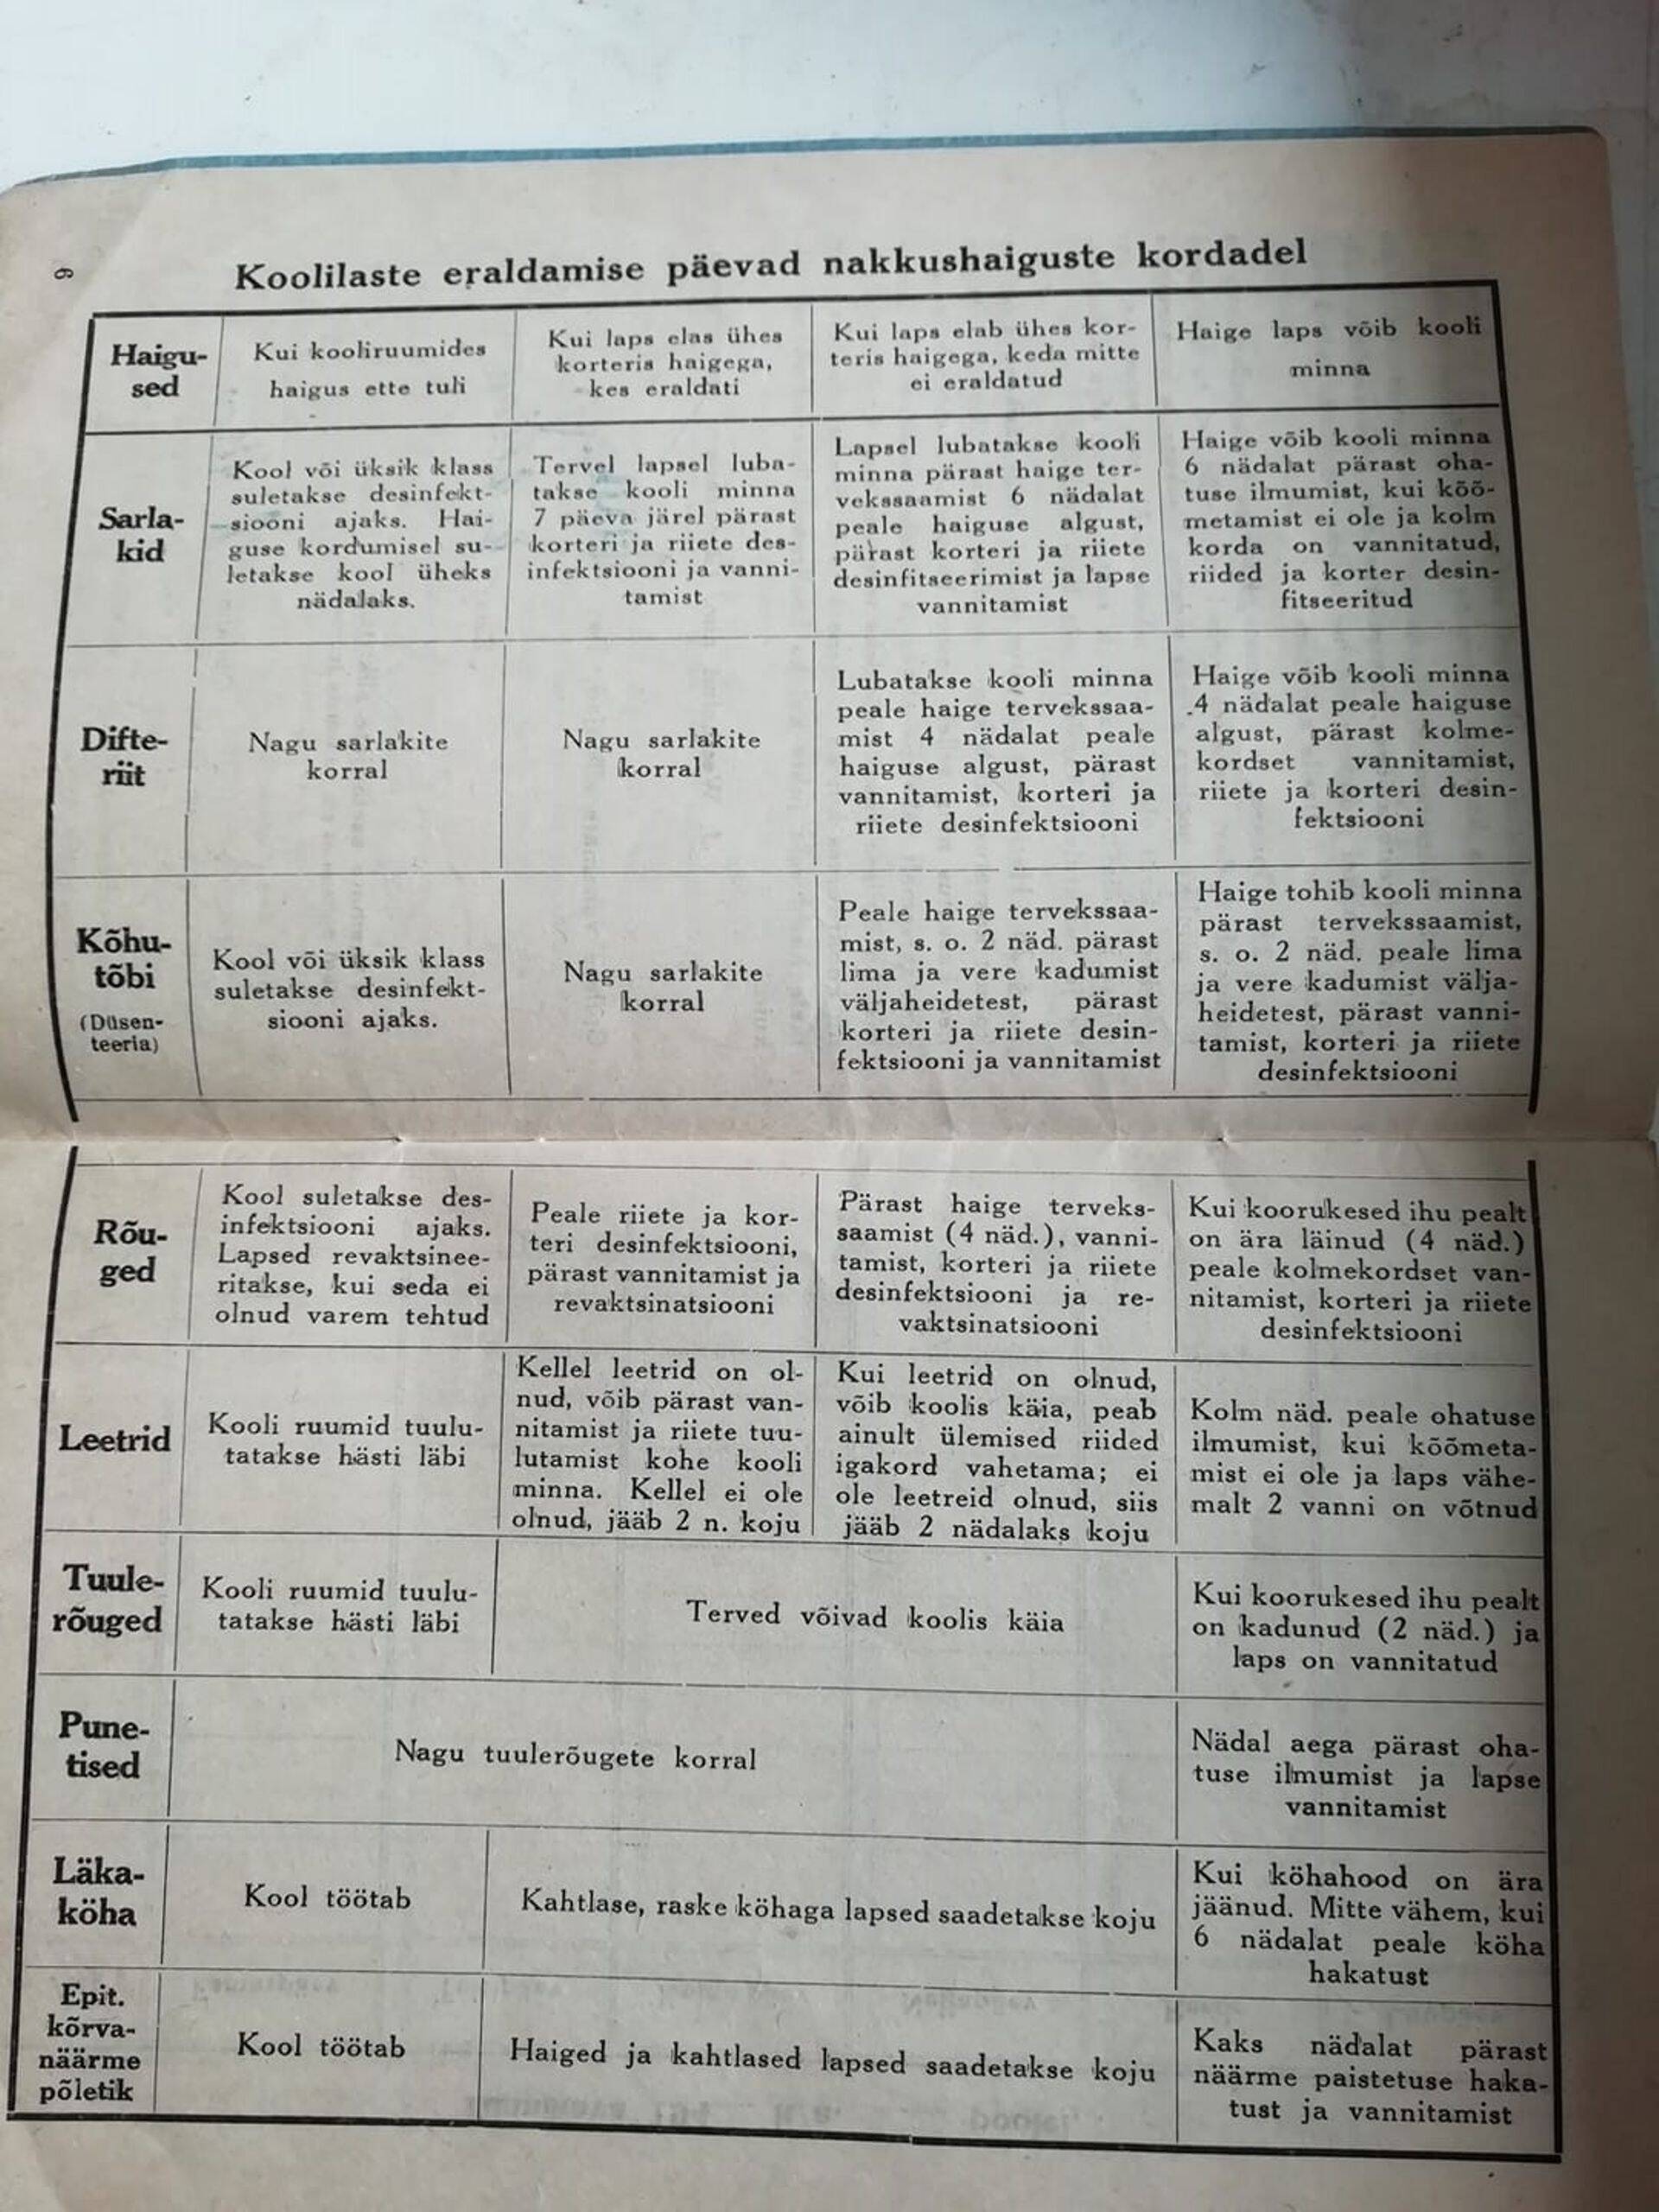 6
Koolilaste eraldamise päevad nakkushaiguste kordadel
Haigu-
sed
Kui kooliruumides
haigus ette tuli
Kui laps elas ühes
korteris haigega,
kes eraldati
Kui laps elab ühes kor-
teris haigega, keda mitte
ei eraldatud
Haige laps võib kooli
minna
Sarla-
kid
Kool või üksik klass
suletakse desinfekt-
siooni ajaks. Hai-
guse kordumisel su-
letakse kool üheks
nädalaks.
Tervel lapsel luba-
takse kooli minna
7 päeva järel pärast
korteri ja riiete des-
infektsiooni ja vanni-
tamist
Lapsel lubatakse kooli
minna pärast haige ter-
vekssaamist 6 nädalat
peale haiguse algust,
pärast korteri ja riiete
desinfitseerimist ja lapse
vannitamist
Haige võib kooli minna
6 nädalat pärast oha-
tuse ilmumist, kui köö-
metamist ei ole ja kolm
korda on vannitatud,
riided ja korter desin-
fitseeritud
Difte-
riit
Nagu sarlakite
korral
Nagu sarlakite
korral
Lubatakse kooli minna
peale haige tervekssaa-
mist 4 nädalat peale
haiguse algust, pärast
vannitamist, korteri ja
riiete desinfektsiooni
Haige võib kooli minna
4 nädalat peale haiguse
algust, pärast kolme-
kordset vannitamist,
riiete ja korteri desin-
fektsiooni
Kõhu-
tõbi
(Düsen-
teeria)
Kool või üksik klass
suletakse desinfekt-
siooni ajaks.
Nagu sarlakite
korral
Peale haige tervekssaa-
mist, s. o. 2 näd. pärast
lima ja vere kadumist
väljaheidetest, pärast
korteri ja riiete desin-
fektsiooni ja vannitamist
Haige tohib kooli minna
pärast tervekssaamist,
s. o. 2 näd. peale lima
ja vere kadumist välja-
heidetest, pärast vanni-
tamist, korteri ja riiete
desinfektsiooni
Rõu-
ged
Kool suletakse des-
infektsiooni ajaks.
Lapsed revaktsinee-
ritakse, kui seda ei
olnud varem tehtud
Peale riiete ja kor-
teri desinfektsiooni,
pärast vannitamist ja
revaktsinatsiooni
Pärast haige terveks-
saamist (4 näd.), vanni-
tamist, korteri ja riiete
desinfektsiooni ja re-
vaktsinatsiooni
Kui koorukesed ihu pealt
on ära läinud (4 näd.)
peale kolmekordset van-
nitamist, korteri ja riiete
desinfektsiooni
Leetrid
Kooli ruumid tuulu-
tatakse hästi läbi
Kellel leetrid on ol-
nud, võib pärast van-
nitamist ja riiete tuu-
lutamist kohe kooli
minna. Kellel ei ole
olnud, jääb 2 n. koju
Kui leetrid on olnud,
võib koolis käia, peab
ainult ülemised riided
igakord vahetama; ei
ole leetreid olnud, siis
jääb 2 nädalaks koju
Kolm näd. peale ohatuse
ilmumist, kui kõõmeta-
mist ei ole ja laps vähe-
malt 2 vanni on võtnud
Tuule-
rõuged
Kooli ruumid tuulu-
tatakse hästi läbi
Terved võivad koolis käia
Kui koorukesed ihu pealt
on kadunud (2 näd.) ja
laps on vannitatud
Pune-
tised
Nagu tuulerõugete korral
Nädal aega pärast oha-
tuse ilmumist ja lapse
vannitamist
Läka-
köha
Kool töötab
Kahtlase, raske köhaga lapsed saadetakse koju
Kui köhahood on ära
jäänud. Mitte vähem, kui
6 nädalat peale köha
hakatust
Epit.
kõrva-
näärme
põletik
Kool töötab
Haiged ja kahtlased lapsed saadetakse koju
Kaks nädalat pärast
näärme paistetuse haka-
tust ja vannitamist